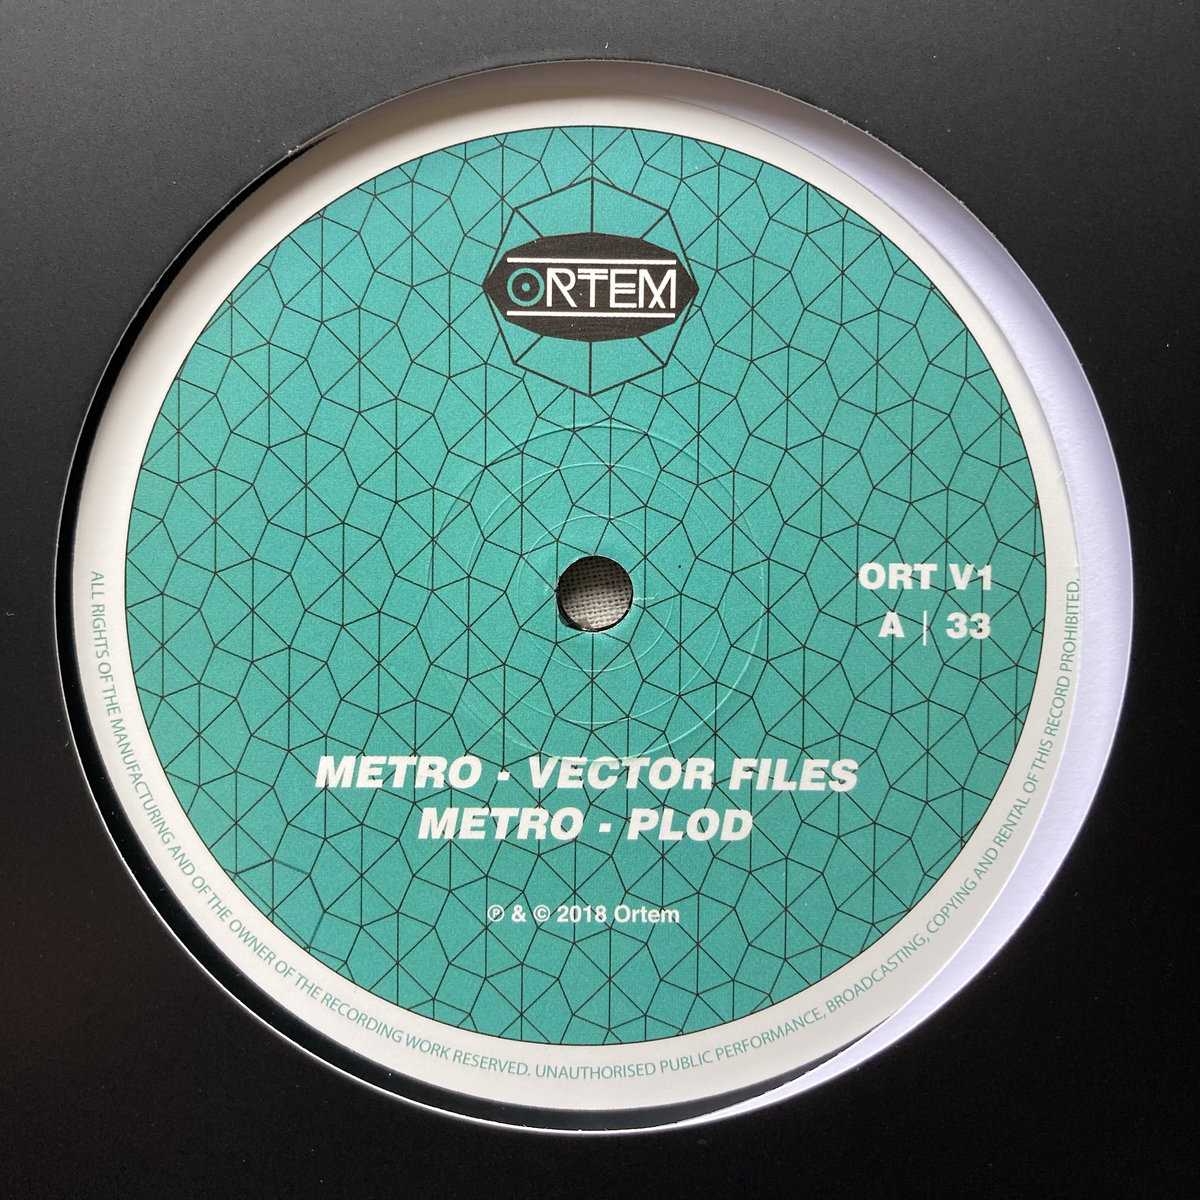 ORTEM
ORT V1
A | 33
METRO - VECTOR FILES
METRO - PLOD
℗ & © 2018 Ortem
ALL RIGHTS OF THE MANUFACTURING AND OF THE OWNER OF THE RECORDING WORK RESERVED. UNAUTHORISED PUBLIC PERFORMANCE, BROADCASTING, COPYING AND RENTAL OF THIS RECORD PROHIBITED.